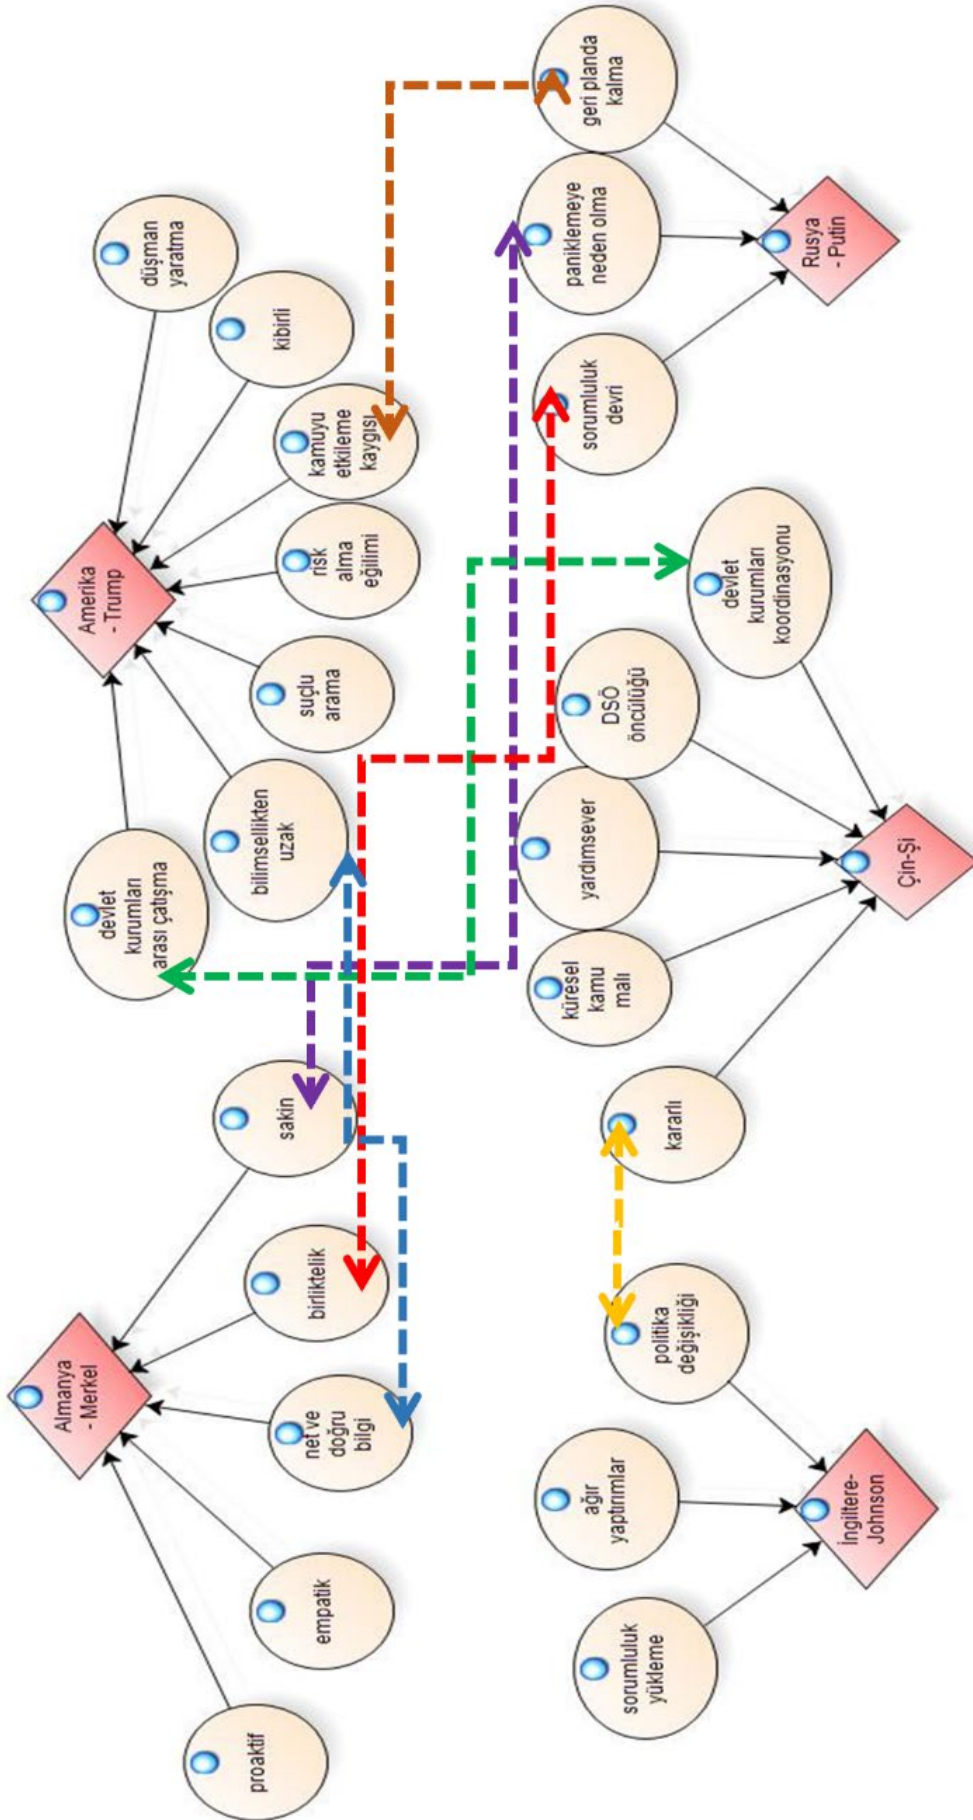 Almanya
- Merkel
proaktif
empatik
net ve
doğru
bilgi
birliktelik
sakin
Amerika
- Trump
devlet
kurumları
arası çatışma
bilimsellikten
uzak
suçlu
arama
risk
alma
eğilimi
kamuyu
etkileme
kaygısı
kibirli
düşman
yaratma
sorumluluk
yükleme
ağır
yaptırımlar
politika
değişikliği
İngiltere-
Johnson
kararlı
küresel
kamu
malı
yardımsever
DSÖ
öncülüğü
devlet
kurumları
koordinasyonu
Çin-Şi
sorumluluk
devri
paniklemeye
neden olma
geri planda
kalma
Rusya
- Putin